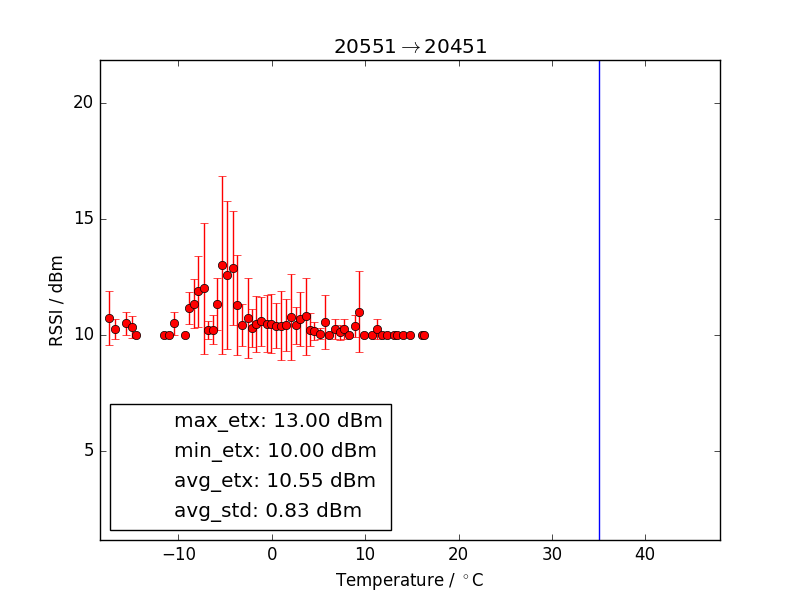 20551→20451
RSSI / dBm
20
15
10
5
max_etx: 13.00 dBm
min_etx: 10.00 dBm
avg_etx: 10.55 dBm
avg_std: 0.83 dBm
−10 0 10 20 30 40
Temperature / °C